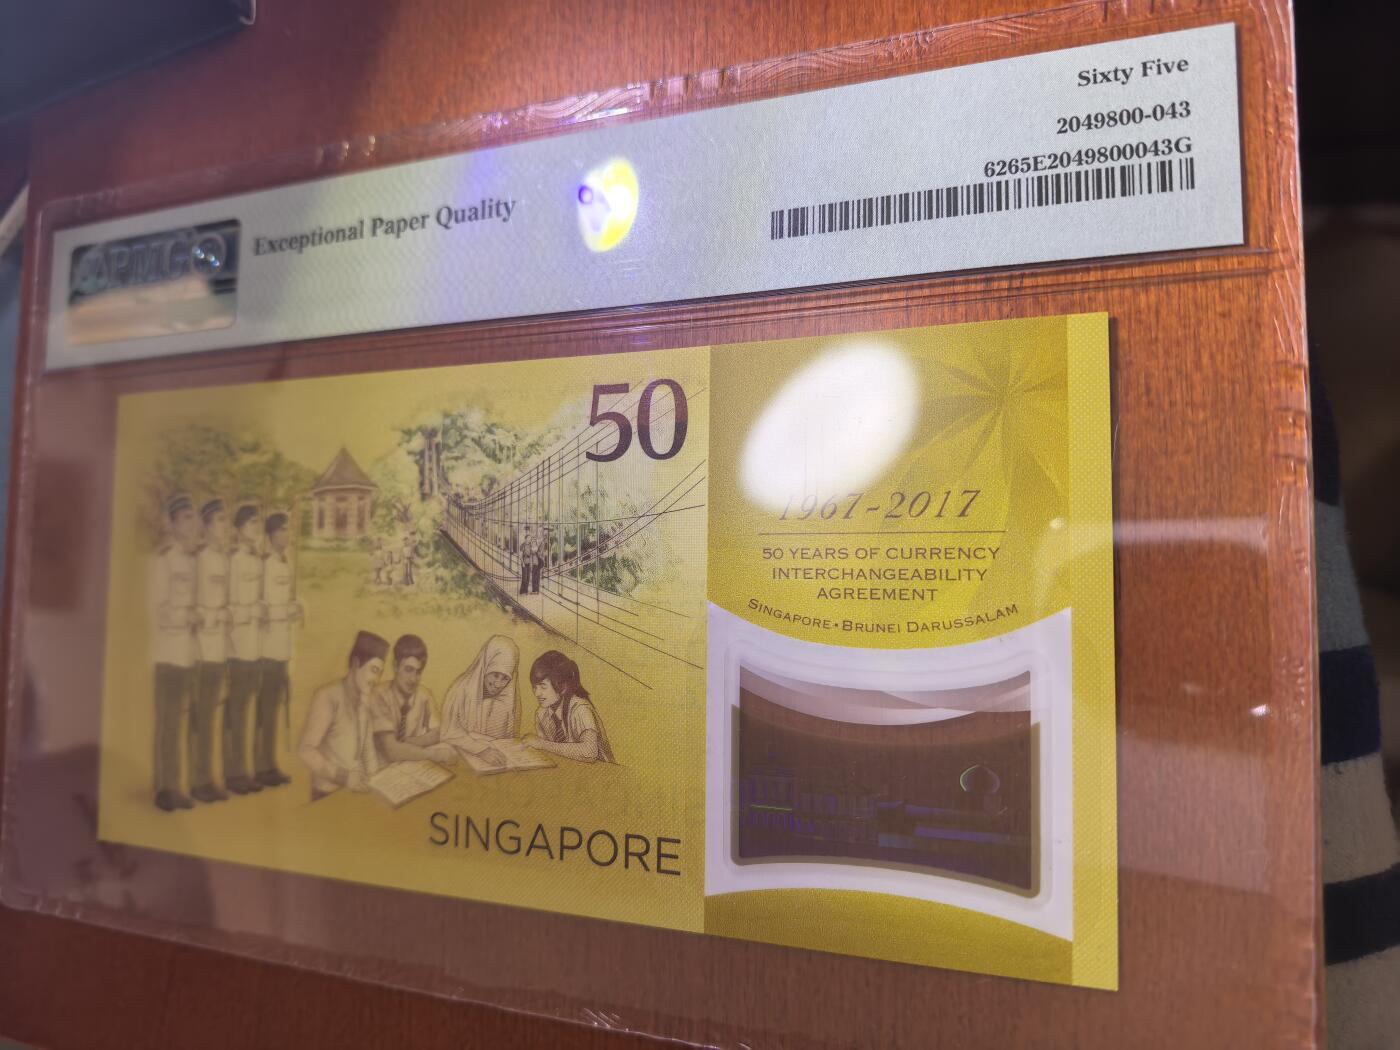 Sixty Five
2049800-043
6265E2049800043G
PMG
Exceptional Paper Quality
50
1967-2017
50 YEARS OF CURRENCY
INTERCHANGEABILITY
AGREEMENT
SINGAPORE • BRUNEI DARUSSALAM
SINGAPORE